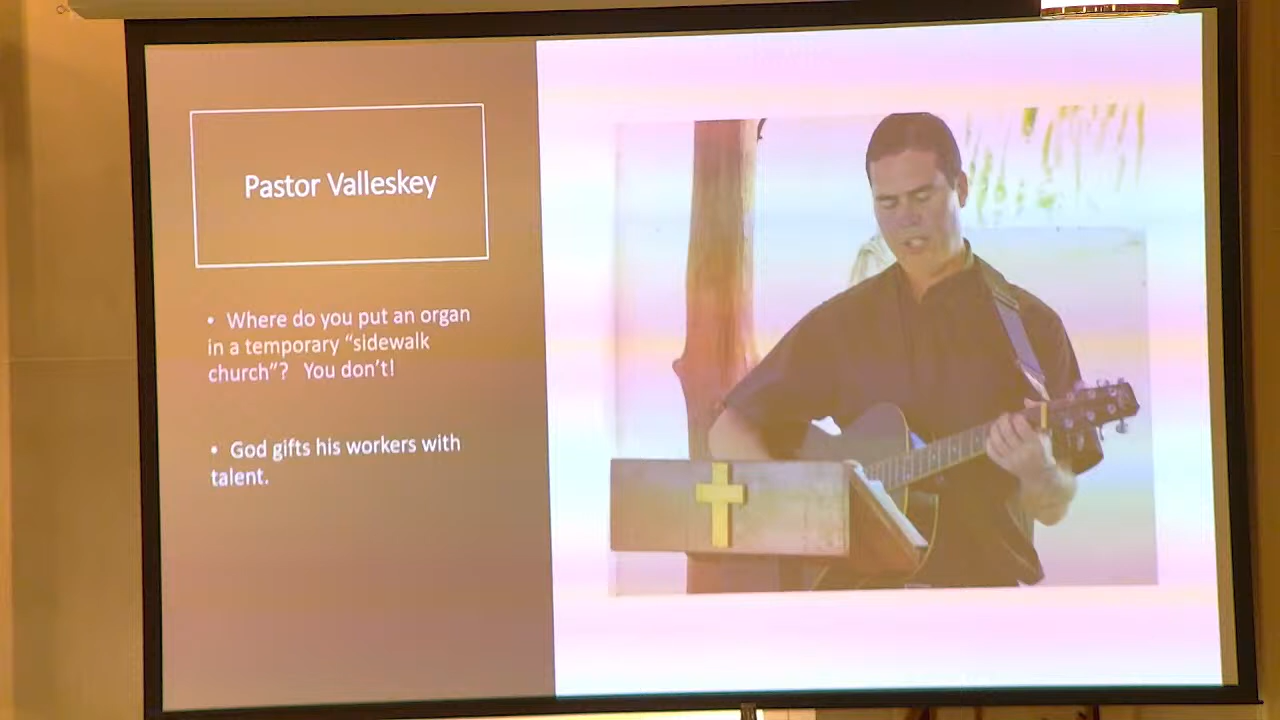 Pastor Valleskey
• Where do you put an organ
in a temporary “sidewalk
church”?   You don’t!
• God gifts his workers with
talent.